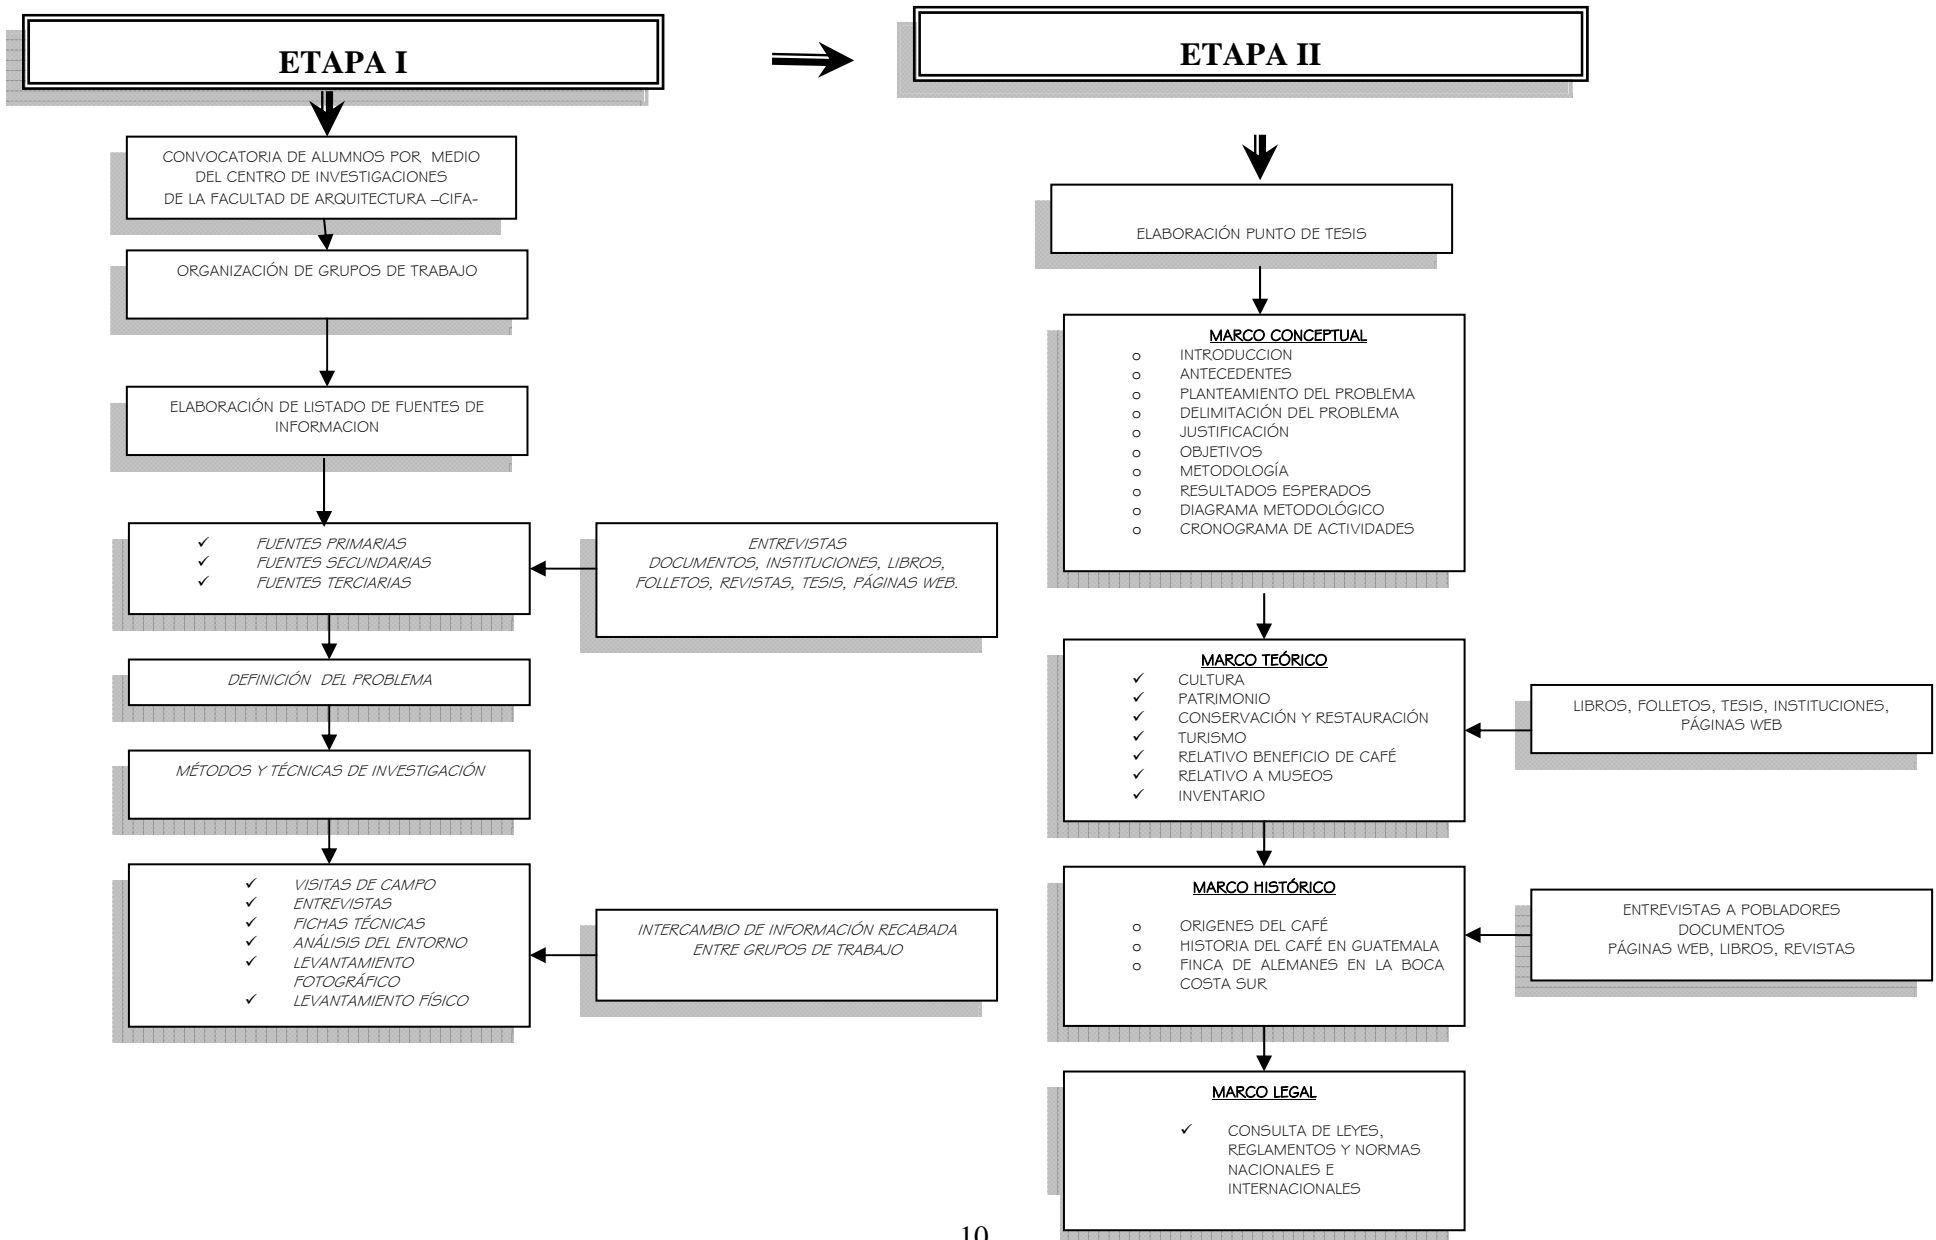 ETAPA I
CONVOCATORIA DE ALUMNOS POR MEDIO
DEL CENTRO DE INVESTIGACIONES
DE LA FACULTAD DE ARQUITECTURA –CIFA-
ORGANIZACIÓN DE GRUPOS DE TRABAJO
ELABORACIÓN DE LISTADO DE FUENTES DE
INFORMACION
✓ FUENTES PRIMARIAS
✓ FUENTES SECUNDARIAS
✓ FUENTES TERCIARIAS
ENTREVISTAS
DOCUMENTOS, INSTITUCIONES, LIBROS,
FOLLETOS, REVISTAS, TESIS, PÁGINAS WEB.
DEFINICIÓN DEL PROBLEMA
MÉTODOS Y TÉCNICAS DE INVESTIGACIÓN
✓ VISITAS DE CAMPO
✓ ENTREVISTAS
✓ FICHAS TÉCNICAS
✓ ANÁLISIS DEL ENTORNO
✓ LEVANTAMIENTO
FOTOGRÁFICO
✓ LEVANTAMIENTO FÍSICO
INTERCAMBIO DE INFORMACIÓN RECABADA
ENTRE GRUPOS DE TRABAJO
ETAPA II
ELABORACIÓN PUNTO DE TESIS
MARCO CONCEPTUAL
o INTRODUCCION
o ANTECEDENTES
o PLANTEAMIENTO DEL PROBLEMA
o DELIMITACIÓN DEL PROBLEMA
o JUSTIFICACIÓN
o OBJETIVOS
o METODOLOGÍA
o RESULTADOS ESPERADOS
o DIAGRAMA METODOLÓGICO
o CRONOGRAMA DE ACTIVIDADES
MARCO TEÓRICO
✓ CULTURA
✓ PATRIMONIO
✓ CONSERVACIÓN Y RESTAURACIÓN
✓ TURISMO
✓ RELATIVO BENEFICIO DE CAFÉ
✓ RELATIVO A MUSEOS
✓ INVENTARIO
LIBROS, FOLLETOS, TESIS, INSTITUCIONES,
PÁGINAS WEB
MARCO HISTÓRICO
o ORIGENES DEL CAFÉ
o HISTORIA DEL CAFÉ EN GUATEMALA
o FINCA DE ALEMANES EN LA BOCA
COSTA SUR
ENTREVISTAS A POBLADORES
DOCUMENTOS
PÁGINAS WEB, LIBROS, REVISTAS
MARCO LEGAL
✓ CONSULTA DE LEYES,
REGLAMENTOS Y NORMAS
NACIONALES E
INTERNACIONALES
10